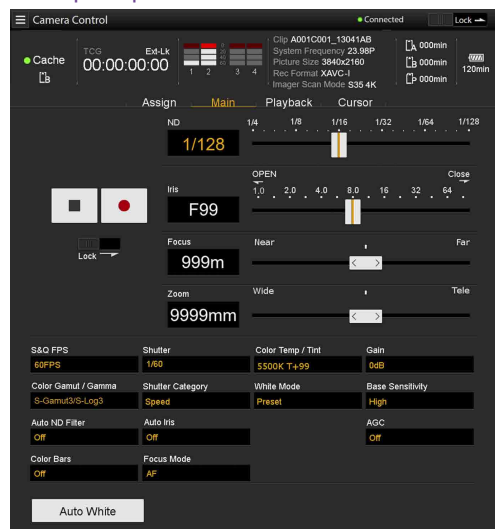 Camera Control
Connected
Lock
Cache
B
TCG Ext-Lk
00:00:00:00
0
20
40
60
1 2 3 4
Clip A001C001_13041AB
System Frequency 23.98P
Picture Size 3840x2160
Rec Format XAVC-I
Imager Scan Mode S35 4K
A 000min
B 000min
P 000min
120min
Assign Main Playback Cursor
ND
1/128
1/4 1/8 1/16 1/32 1/64 1/128
Iris
F99
OPEN Close
1.0 2.0 4.0 8.0 16 32 64
Lock
Focus
999m
Near Far
Zoom
9999mm
Wide Tele
S&Q FPS Shutter Color Temp / Tint Gain
60FPS 1/60 5500K T+99 0dB
Color Gamut / Gamma Shutter Category White Mode Base Sensitivity
S-Gamut3/S-Log3 Speed Preset High
Auto ND Filter Auto Iris AGC
Off Off Off
Color Bars Focus Mode
Off AF
Auto White